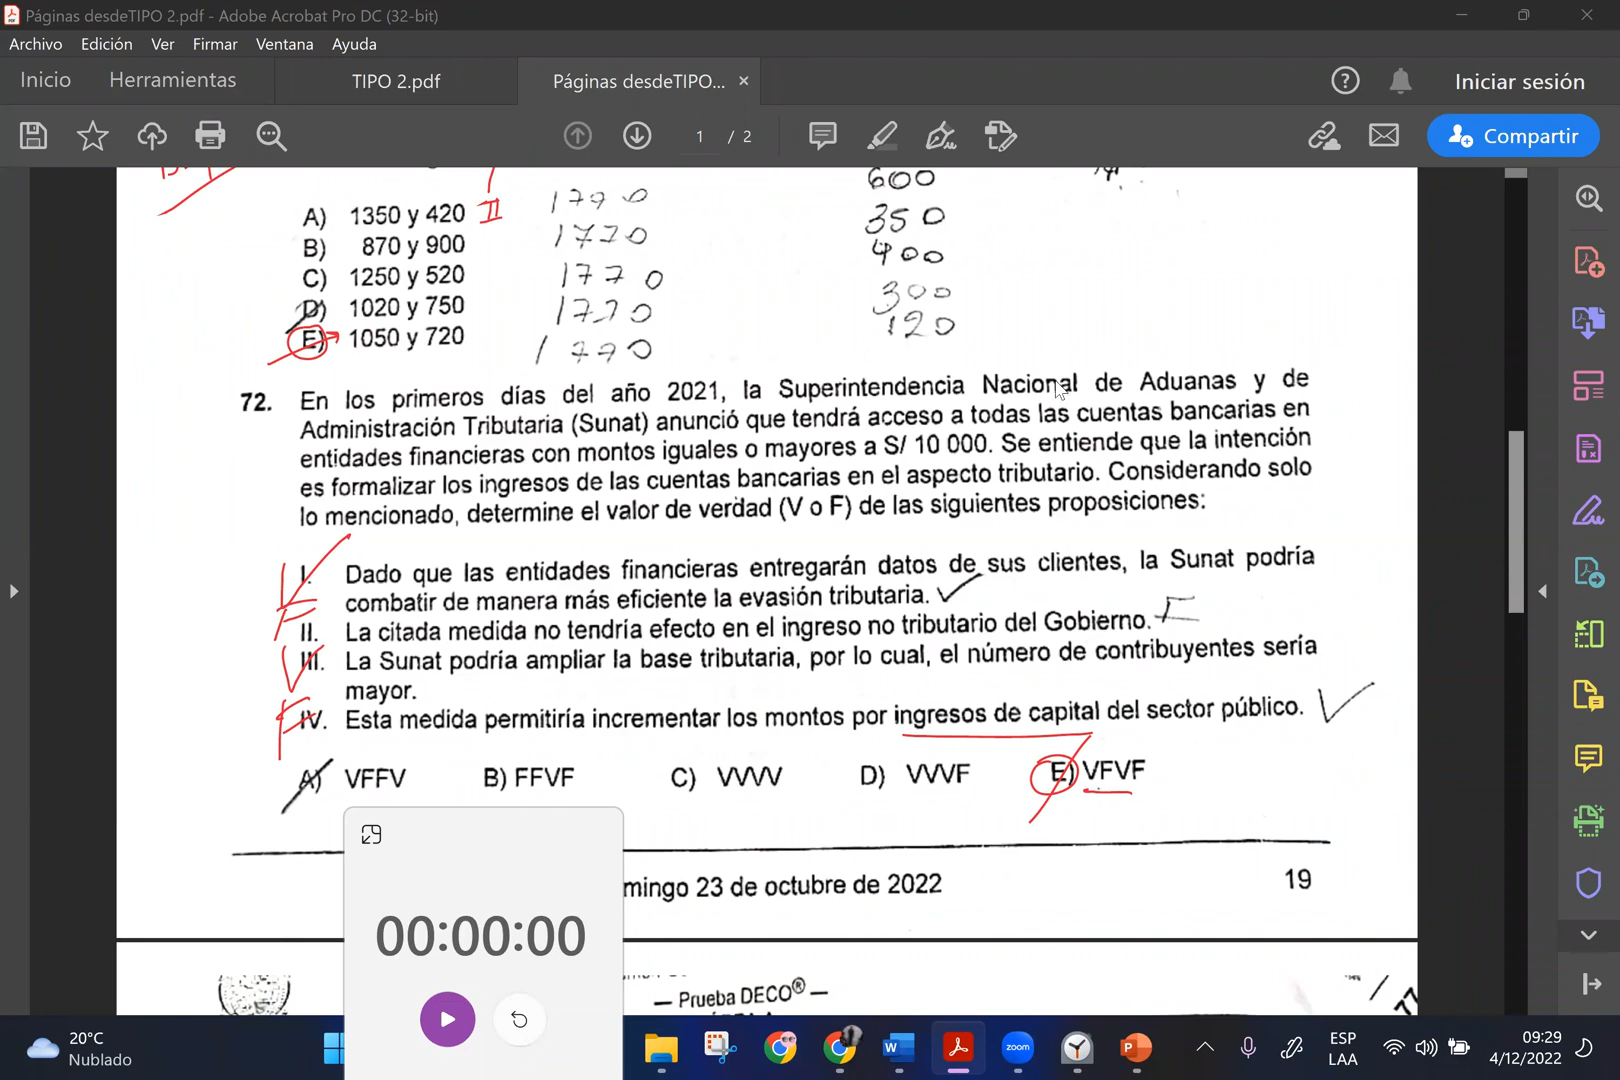 Páginas desdeTIPO 2.pdf - Adobe Acrobat Pro DC (32-bit)
Archivo Edición Ver Firmar Ventana Ayuda
Inicio Herramientas TIPO 2.pdf Páginas desdeTIPO... × Iniciar sesión
1 / 2 Compartir
600
A) 1350 y 420 II 1770 350
B) 870 y 900 1770 400
C) 1250 y 520 1770 300
D) 1020 y 750 1770 120
E) 1050 y 720 1770
72. En los primeros días del año 2021, la Superintendencia Nacional de Aduanas y de
Administración Tributaria (Sunat) anunció que tendrá acceso a todas las cuentas bancarias en
entidades financieras con montos iguales o mayores a S/ 10 000. Se entiende que la intención
es formalizar los ingresos de las cuentas bancarias en el aspecto tributario. Considerando solo
lo mencionado, determine el valor de verdad (V o F) de las siguientes proposiciones:
V I. Dado que las entidades financieras entregarán datos de sus clientes, la Sunat podría
combatir de manera más eficiente la evasión tributaria.
F II. La citada medida no tendría efecto en el ingreso no tributario del Gobierno. F
V III. La Sunat podría ampliar la base tributaria, por lo cual, el número de contribuyentes sería
mayor.
F IV. Esta medida permitiría incrementar los montos por ingresos de capital del sector público.
A) VFFV B) FFVF C) VVVV D) VVVF E) VFVF
mingo 23 de octubre de 2022 19
00:00:00
— Prueba DECO® —
20°C
Nublado
W
zoom
P
ESP
LAA
09:29
4/12/2022